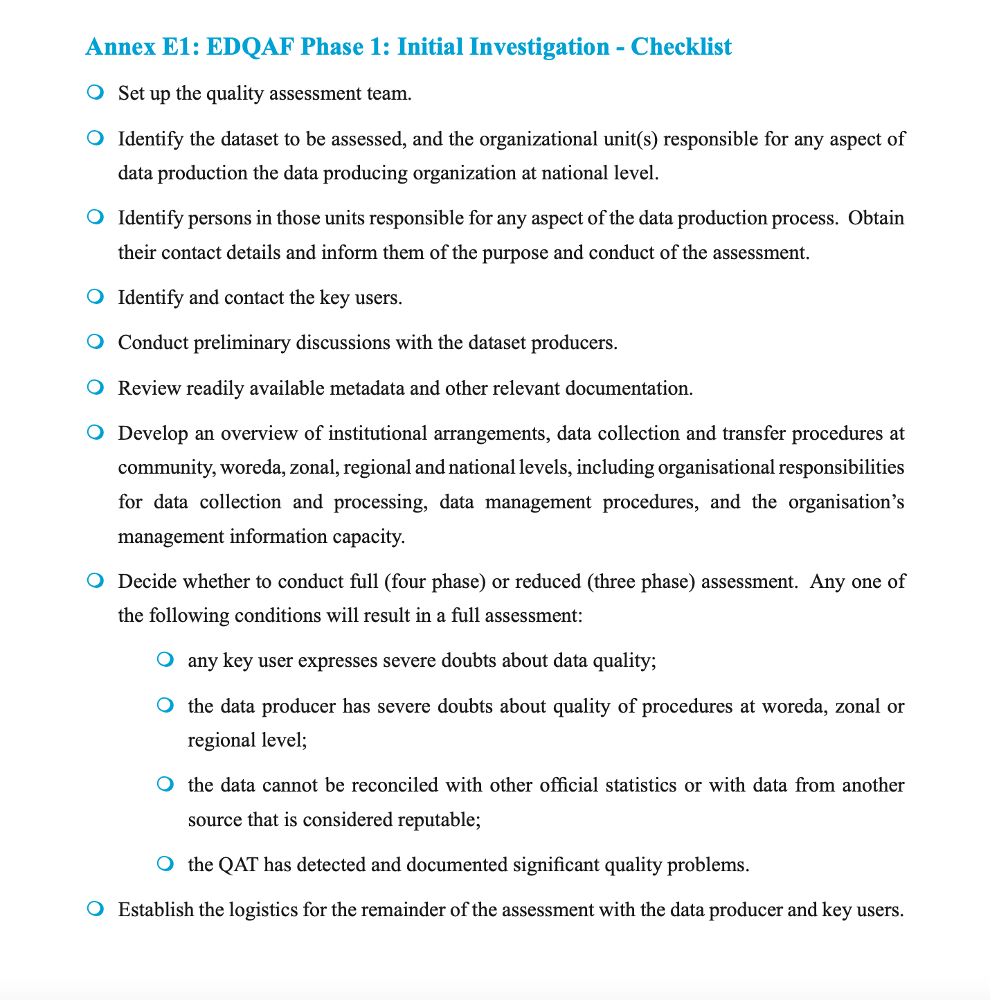 Annex E1: EDQAF Phase 1: Initial Investigation - Checklist
Set up the quality assessment team.
Identify the dataset to be assessed, and the organizational unit(s) responsible for any aspect of
data production the data producing organization at national level.
Identify persons in those units responsible for any aspect of the data production process.  Obtain
their contact details and inform them of the purpose and conduct of the assessment.
Identify and contact the key users.
Conduct preliminary discussions with the dataset producers.
Review readily available metadata and other relevant documentation.
Develop an overview of institutional arrangements, data collection and transfer procedures at
community, woreda, zonal, regional and national levels, including organisational responsibilities
for data collection and processing, data management procedures, and the organisation’s
management information capacity.
Decide whether to conduct full (four phase) or reduced (three phase) assessment.  Any one of
the following conditions will result in a full assessment:
any key user expresses severe doubts about data quality;
the data producer has severe doubts about quality of procedures at woreda, zonal or
regional level;
the data cannot be reconciled with other official statistics or with data from another
source that is considered reputable;
the QAT has detected and documented significant quality problems.
Establish the logistics for the remainder of the assessment with the data producer and key users.